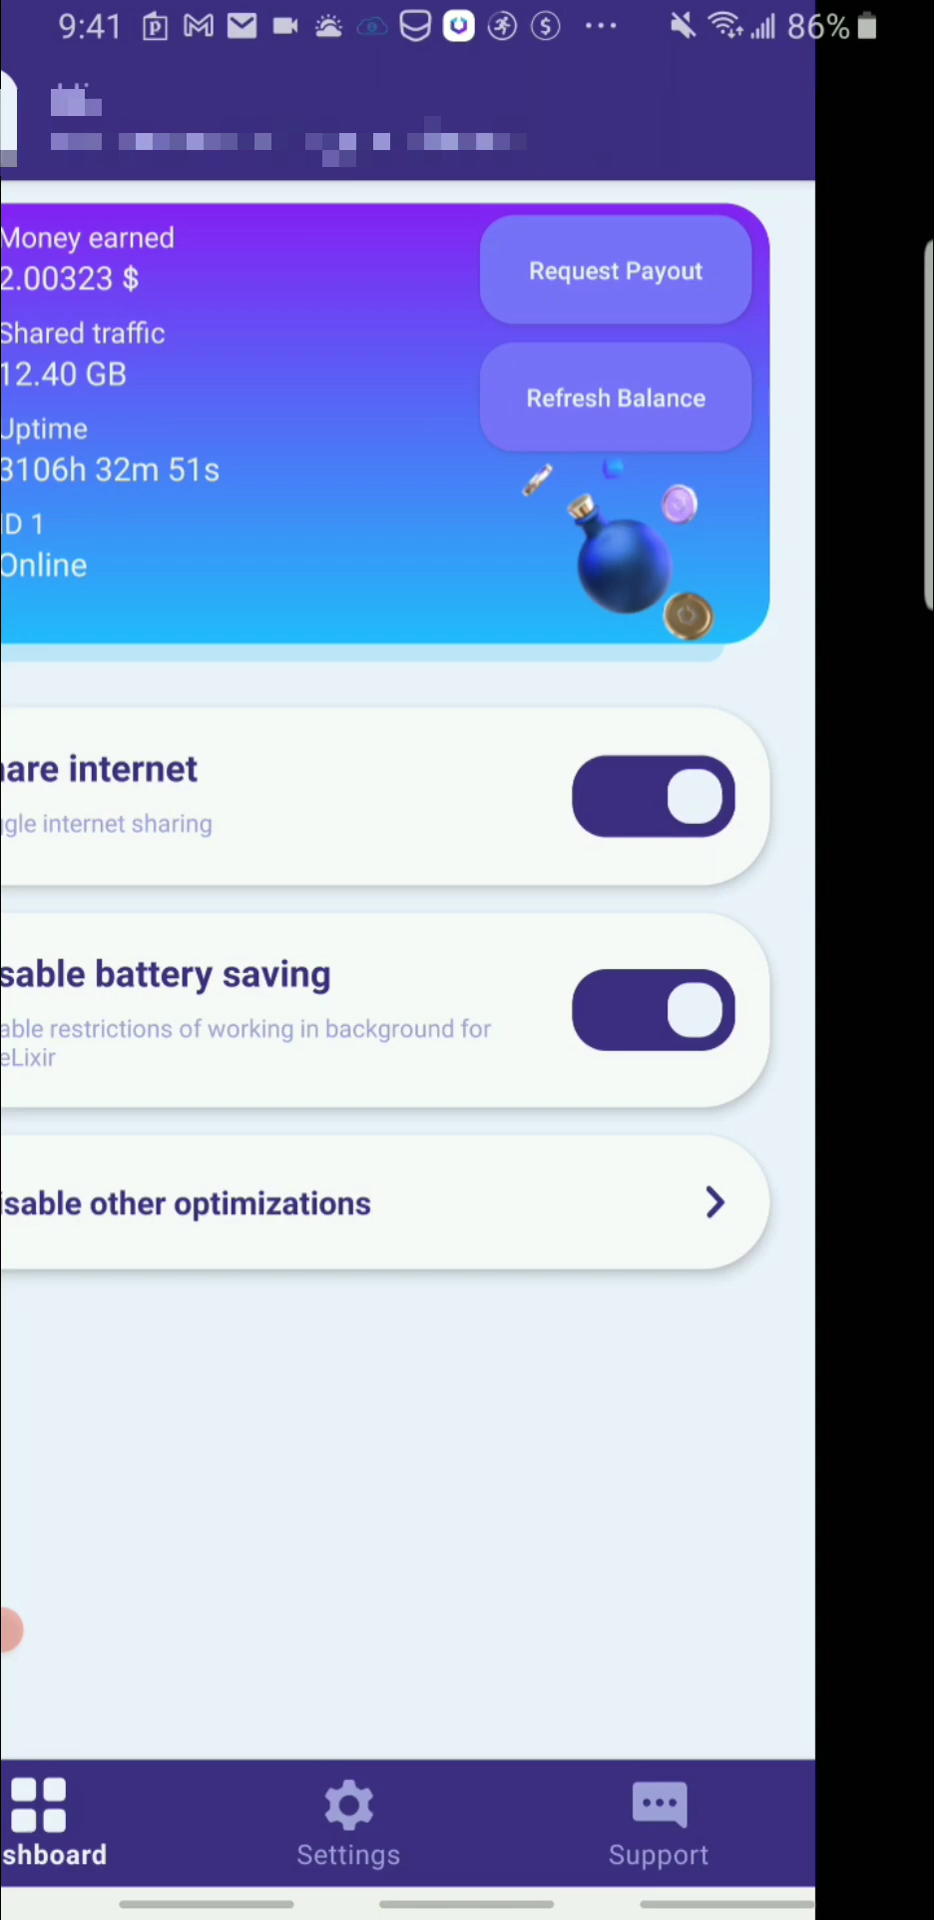 9:41 86%
Money earned
2.00323 $
Request Payout
Shared traffic
12.40 GB
Refresh Balance
Uptime
3106h 32m 51s
ID 1
Online
are internet
gle internet sharing
sable battery saving
able restrictions of working in background for
eLixir
isable other optimizations
shboard
Settings
Support